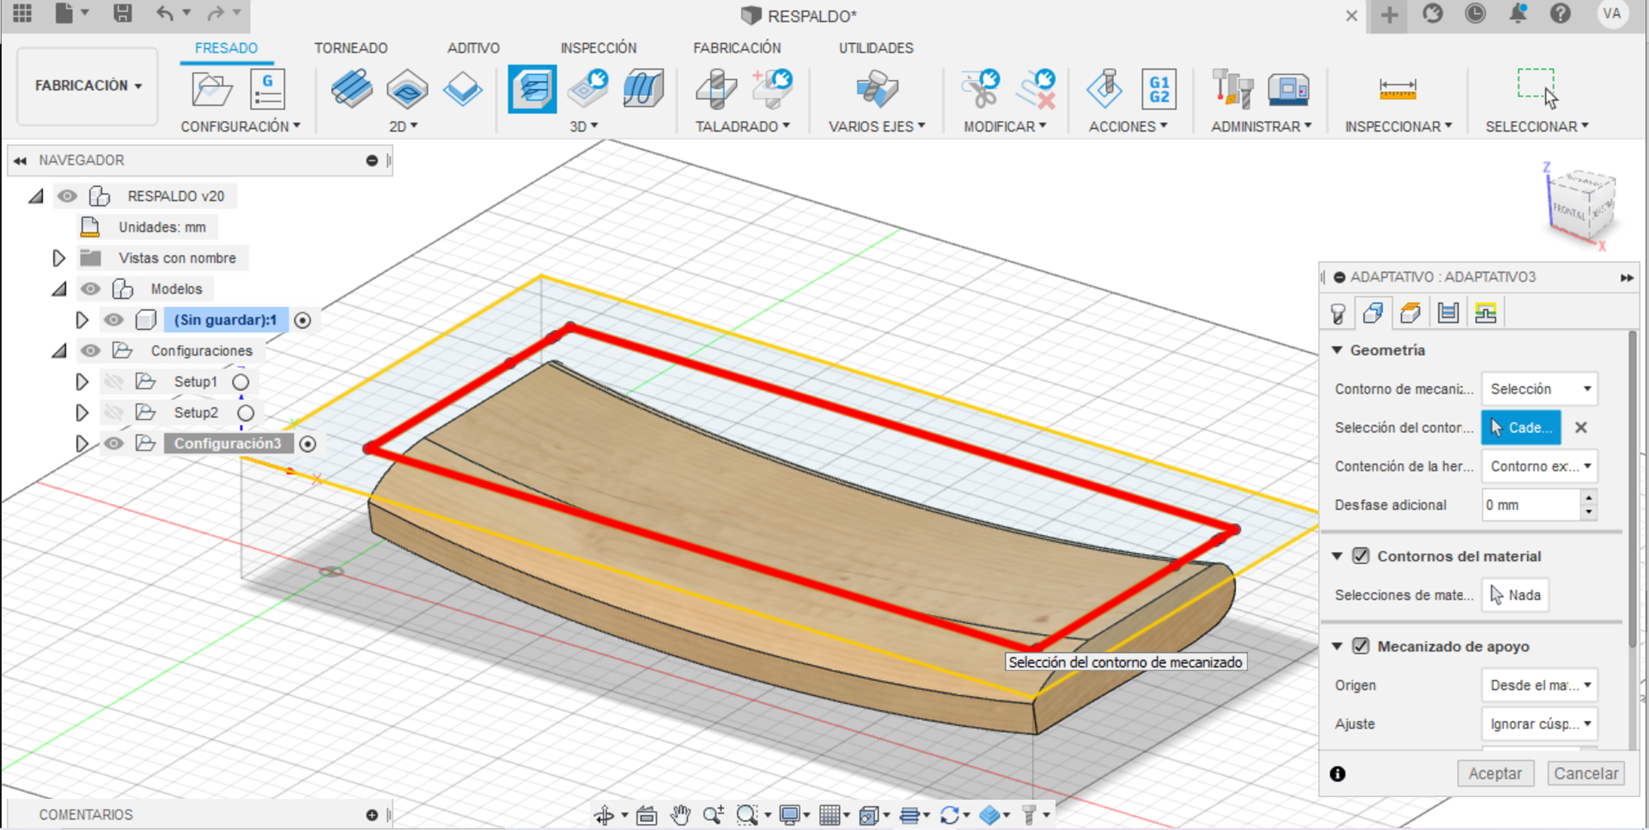 RESPALDO*
VA
FRESADO TORNEADO ADITIVO INSPECCIÓN FABRICACIÓN UTILIDADES
FABRICACIÓN
G
G1
G2
CONFIGURACIÓN 2D 3D TALADRADO VARIOS EJES MODIFICAR ACCIONES ADMINISTRAR INSPECCIONAR SELECCIONAR
NAVEGADOR
RESPALDO v20
Unidades: mm
Vistas con nombre
Modelos
(Sin guardar):1
Configuraciones
Setup1
Setup2
Configuración3
X
Z
FRONTAL
X
Selección del contorno de mecanizado
ADAPTATIVO : ADAPTATIVO3
Geometría
Contorno de mecani... Selección
Selección del contor... Cade...
Contención de la her... Contorno ex...
Desfase adicional 0 mm
Contornos del material
Selecciones de mate... Nada
Mecanizado de apoyo
Origen Desde el ma...
Ajuste Ignorar cúsp...
Aceptar Cancelar
COMENTARIOS